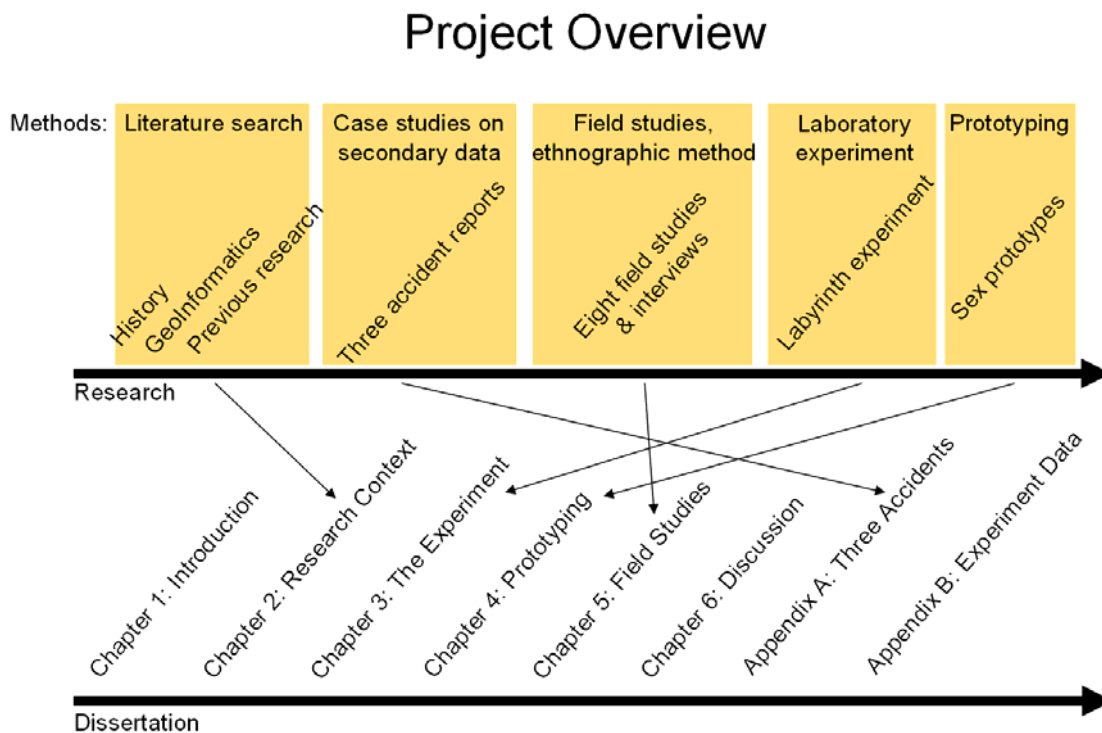 Project Overview
Methods:
Literature search
Case studies on
secondary data
Field studies,
ethnographic method
Laboratory
experiment
Prototyping
History
GeoInformatics
Previous research
Three accident reports
Eight field studies
& interviews
Labyrinth experiment
Sex prototypes
Research
Chapter 1: Introduction
Chapter 2: Research Context
Chapter 3: The Experiment
Chapter 4: Prototyping
Chapter 5: Field Studies
Chapter 6: Discussion
Appendix A: Three Accidents
Appendix B: Experiment Data
Dissertation